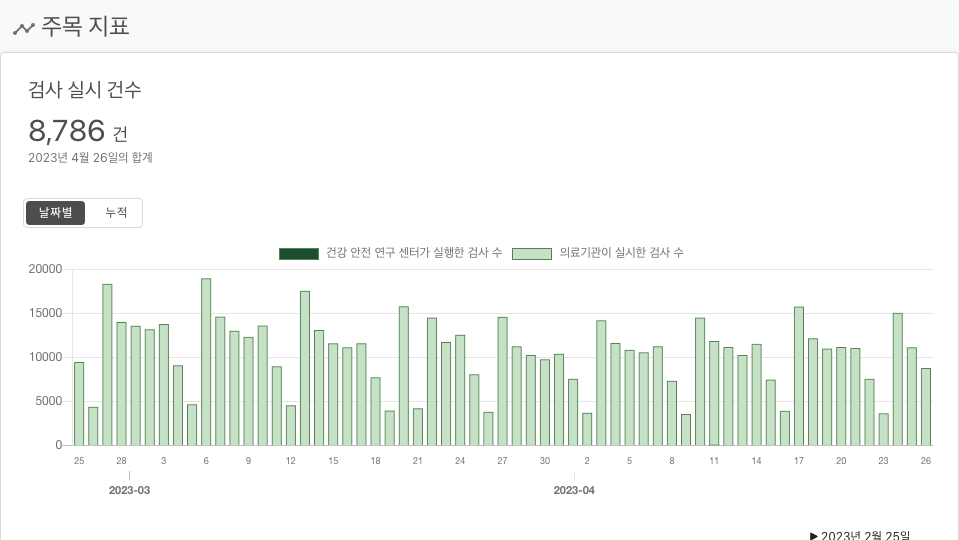 주목 지표
검사 실시 건수
8,786 건
2023년 4월 26일의 합계
날짜별 누적
건강 안전 연구 센터가 실행한 검사 수 의료기관이 실시한 검사 수
20000
15000
10000
5000
0
25 28 3 6 9 12 15 18 21 24 27 30 2 5 8 11 14 17 20 23 26
2023-03 2023-04
▶ 2023년 2월 25일